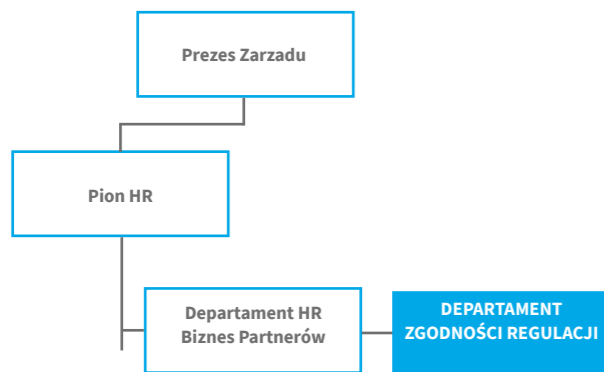 Prezes Zarzadu
Pion HR
Departament HR
Biznes Partnerów
DEPARTAMENT
ZGODNOŚCI REGULACJI